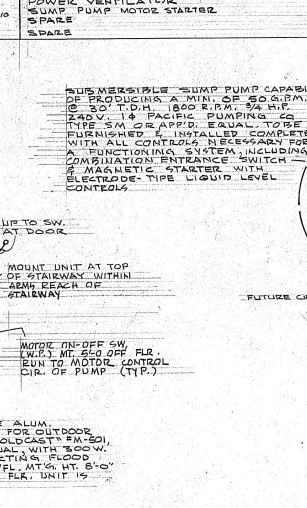 POWER VENTILATOR
10 SUMP PUMP MOTOR STARTER
SPARE
SPARE
SUBMERSIBLE SUMP PUMP CAPABL
OF PRODUCING A MIN. OF 50 G.P.M.
@ 30' T.D.H. 1800 R.P.M. 3/4 H.P.
240V. 1φ PACIFIC PUMPING CO
TYPE SM OR APP'D. EQUAL. TO BE
FURNISHED & INSTALLED COMPLETE
WITH ALL CONTROLS NECESSARY FOR
A FUNCTIONING SYSTEM, INCLUDING
COMBINATION ENTRANCE SWITCH
& MAGNETIC STARTER WITH
ELECTRODE-TYPE LIQUID LEVEL
CONTROLS
UP TO SW.
AT DOOR
MOUNT UNIT AT TOP
OF STAIRWAY WITHIN
ARMS REACH OF
STAIRWAY
FUTURE
MOTOR ON-OFF SW,
(W.P.) MT. 5'-0 OFF FLR.
RUN TO MOTOR CONTROL
CIR. OF PUMP (TYP.)
ALUM.
FOR OUTDOOR
OLDCAST" #M-501,
UAL, WITH 300W.
CTING FLOOD
FL. MT'G. HT. 8'-0"
FLR. UNIT IS